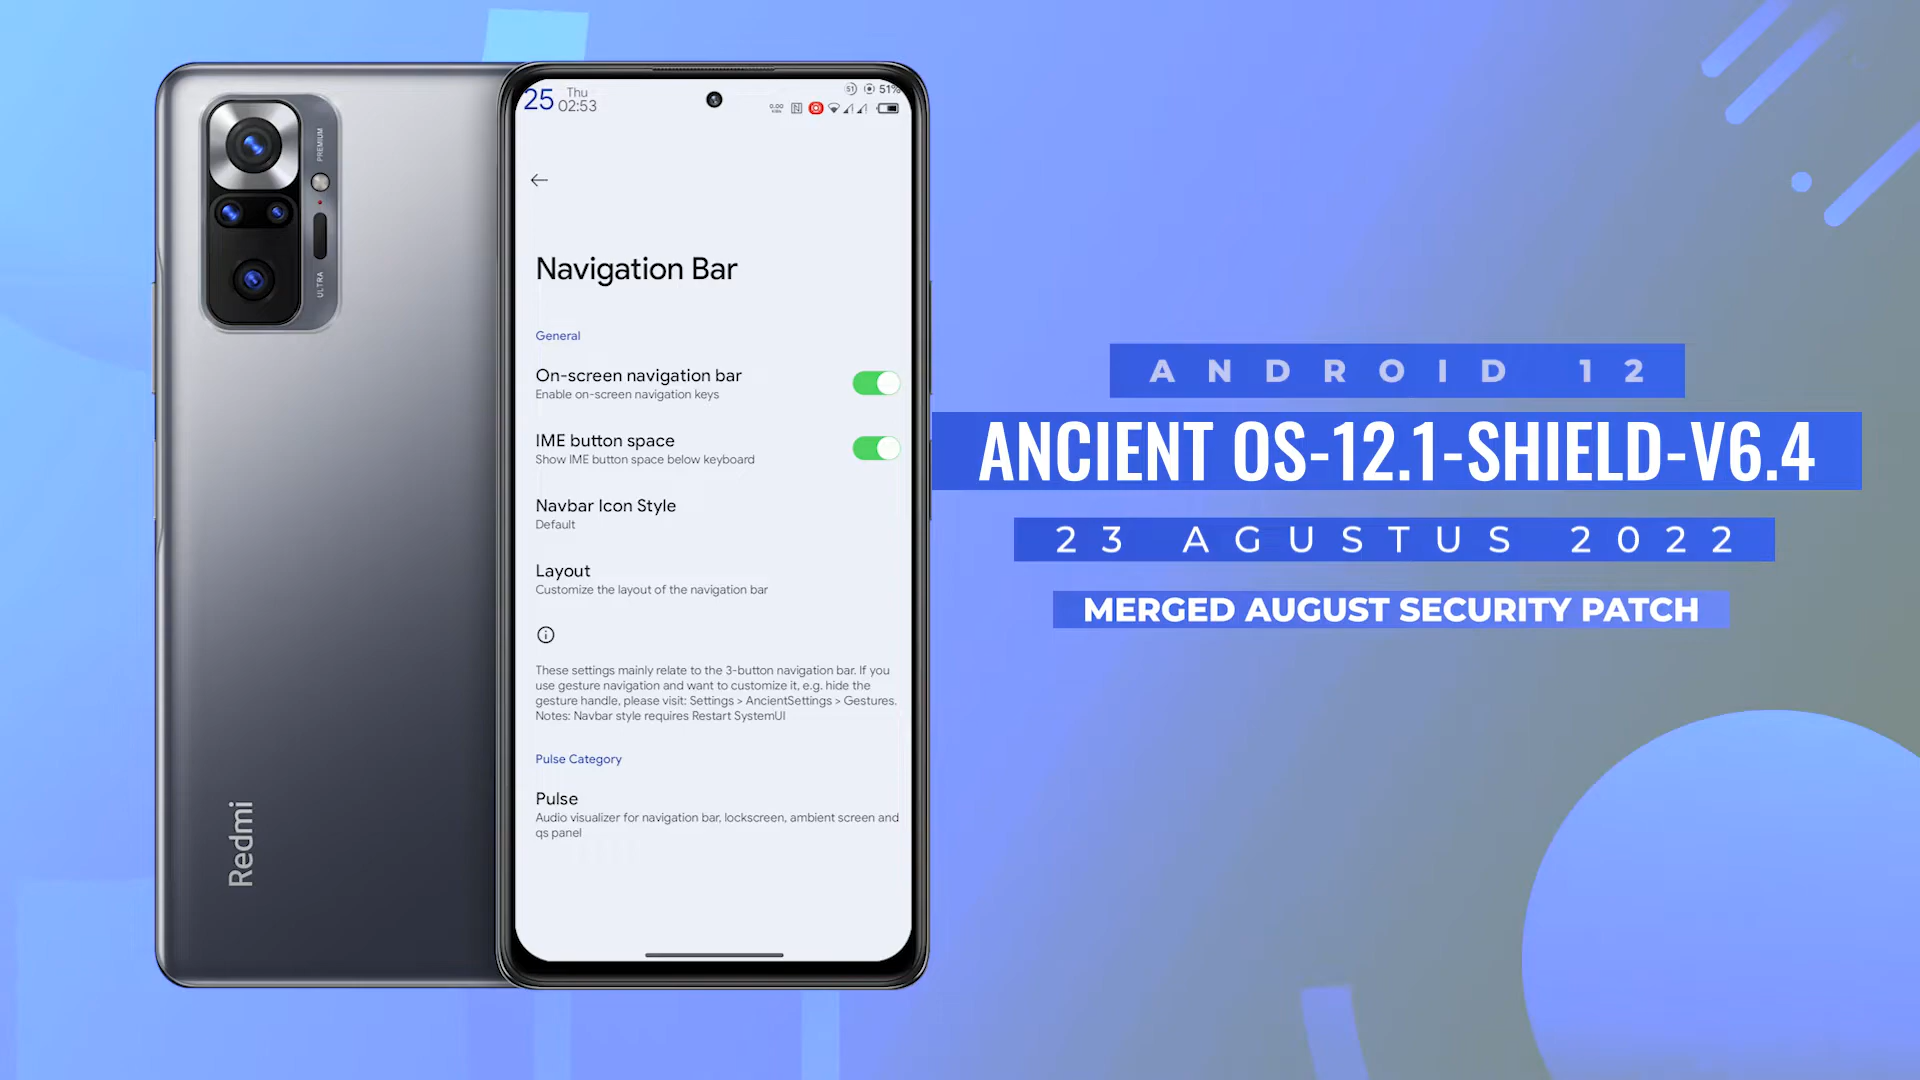 PREMIUM
ULTRA
Redmi
25 Thu
02:53
51 51%
0.00
Navigation Bar
General
On-screen navigation bar
Enable on-screen navigation keys
IME button space
Show IME button space below keyboard
Navbar Icon Style
Default
Layout
Customize the layout of the navigation bar
These settings mainly relate to the 3-button navigation bar. If you
use gesture navigation and want to customize it, e.g. hide the
gesture handle, please visit: Settings > AncientSettings > Gestures.
Notes: Navbar style requires Restart SystemUI
Pulse Category
Pulse
Audio visualizer for navigation bar, lockscreen, ambient screen and
qs panel
ANDROID 12
ANCIENT OS-12.1-SHIELD-V6.4
23 AGUSTUS 2022
MERGED AUGUST SECURITY PATCH